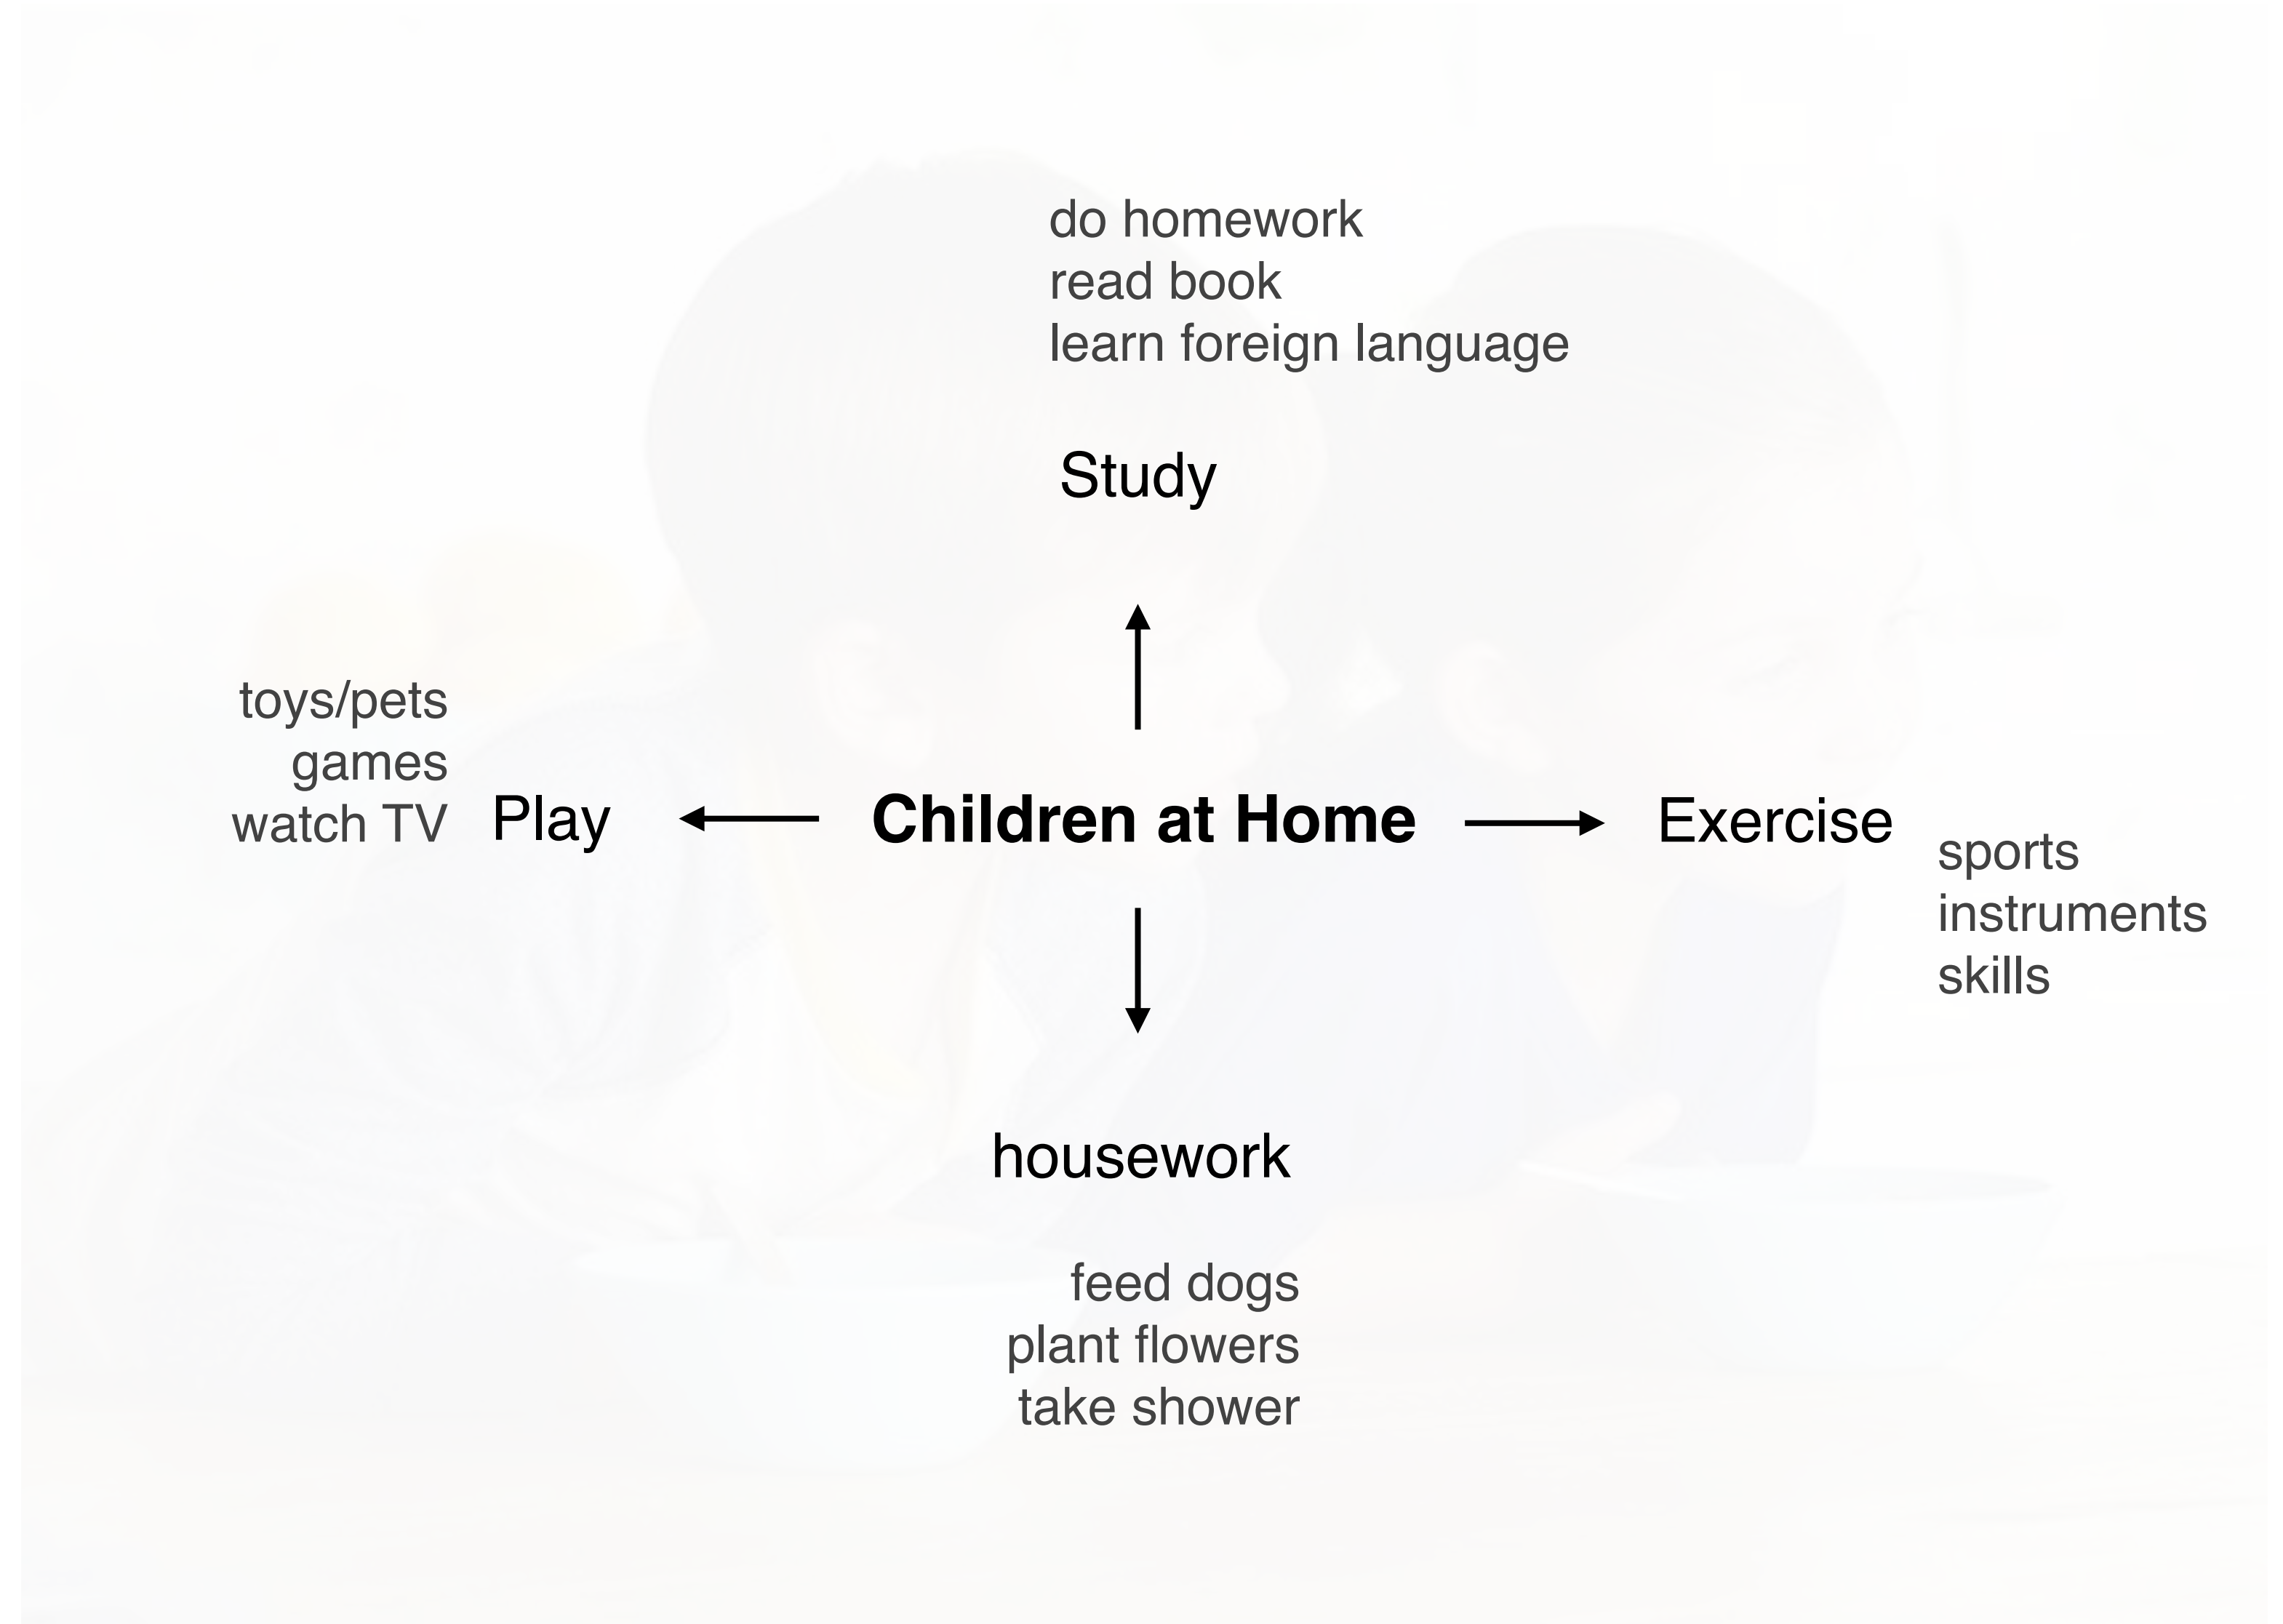 do homework
read book
learn foreign language
Study
toys/pets
games
watch TV
Play
Children at Home
Exercise
sports
instruments
skills
housework
feed dogs
plant flowers
take shower